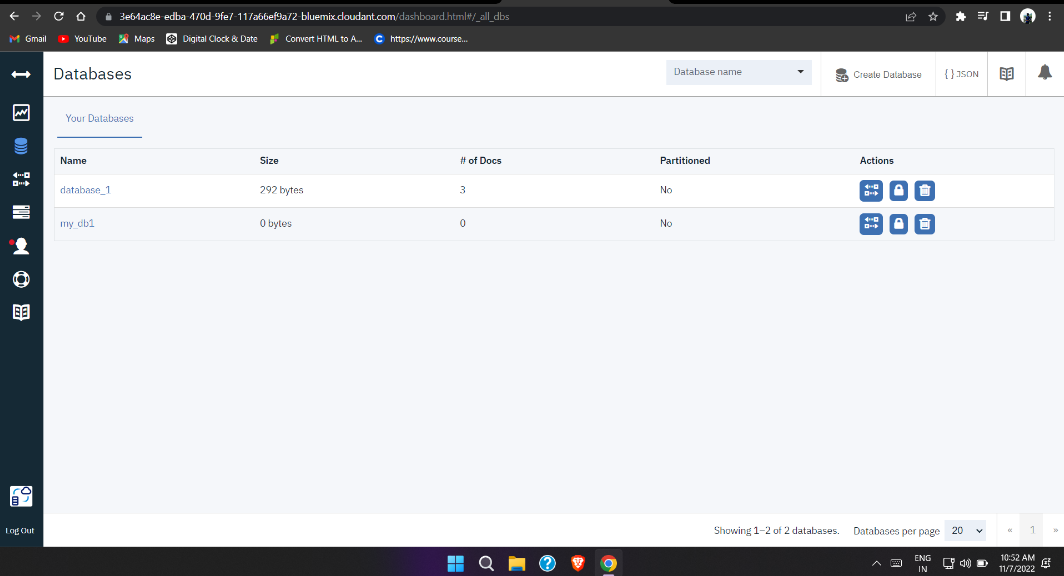 3e64ac8e-edba-470d-9fe7-117a66ef9a72-bluemix.cloudant.com/dashboard.html#/_all_dbs
Gmail YouTube Maps Digital Clock & Date Convert HTML to A... C https://www.course...
Databases
Database name
Create Database
{ } JSON
Your Databases
Name Size # of Docs Partitioned Actions
database_1 292 bytes 3 No
my_db1 0 bytes 0 No
Log Out
Showing 1–2 of 2 databases. Databases per page 20 « 1 »
ENG 10:52 AM
IN 11/7/2022